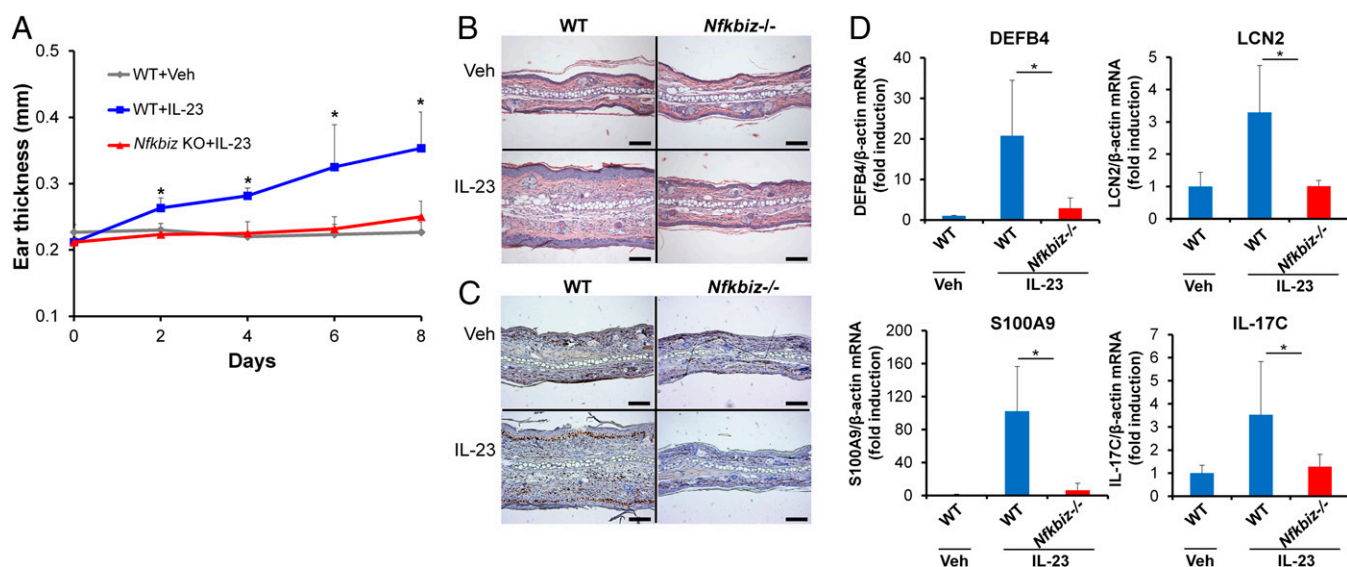 A
0.5
0.4
0.3
0.2
0.1
Ear thickness (mm)
WT+Veh
WT+IL-23
Nfkbiz KO+IL-23
*
*
*
*
0
2
4
6
8
Days
B
WT
Nfkbiz-/-
Veh
IL-23
C
WT
Nfkbiz-/-
Veh
IL-23
D
DEFB4
DEFB4/β-actin mRNA
(fold induction)
40
30
20
10
0
*
WT
WT
Nfkbiz-/-
Veh
IL-23
LCN2
LCN2/β-actin mRNA
(fold induction)
5
4
3
2
1
0
*
WT
WT
Nfkbiz-/-
Veh
IL-23
S100A9
S100A9/β-actin mRNA
(fold induction)
200
160
120
80
40
0
*
WT
WT
Nfkbiz-/-
Veh
IL-23
IL-17C
IL-17C/β-actin mRNA
(fold induction)
7
6
5
4
3
2
1
0
*
WT
WT
Nfkbiz-/-
Veh
IL-23